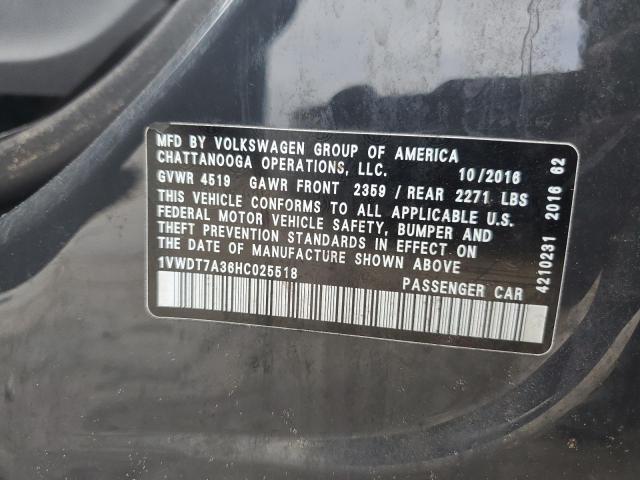 MFD BY VOLKSWAGEN GROUP OF AMERICA
CHATTANOOGA OPERATIONS, LLC. 10/2016
GVWR 4519 GAWR FRONT 2359 / REAR 2271 LBS
THIS VEHICLE CONFORMS TO ALL APPLICABLE U.S.
FEDERAL MOTOR VEHICLE SAFETY, BUMPER AND
THEFT PREVENTION STANDARDS IN EFFECT ON
THE DATE OF MANUFACTURE SHOWN ABOVE
1VWDT7A36HC025518
PASSENGER CAR
4210231 2016 62